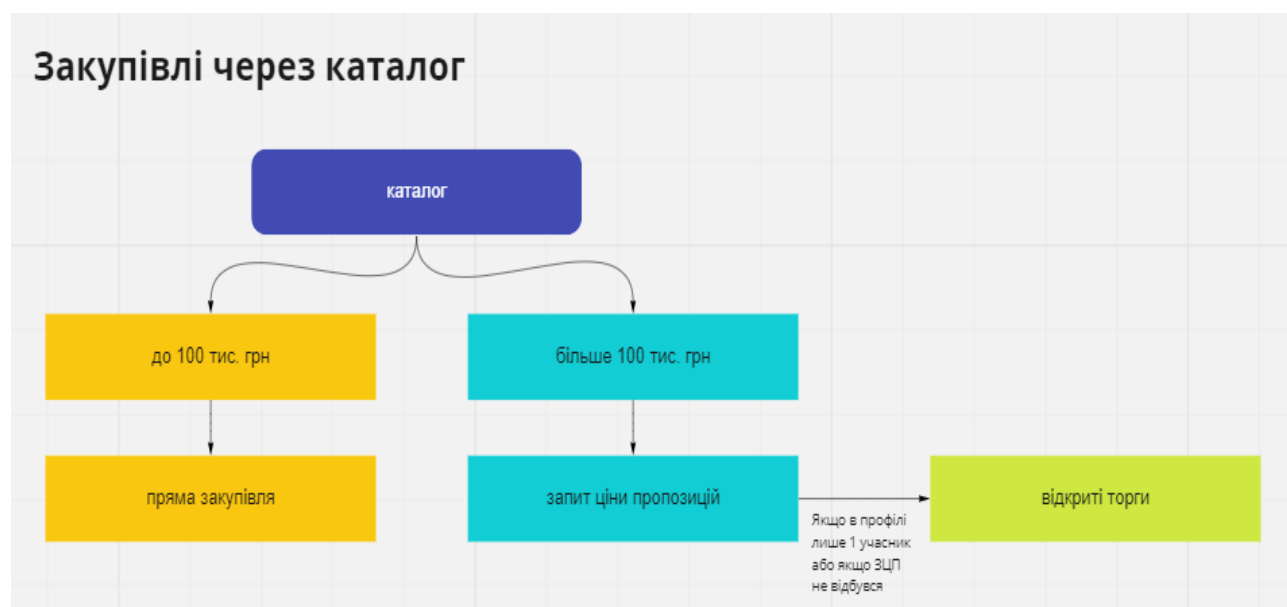 Закупівлі через каталог
каталог
до 100 тис. грн
більше 100 тис. грн
пряма закупівля
запит ціни пропозицій
відкриті торги
Якщо в профілі
лише 1 учасник
або якщо ЗЦП
не відбувся